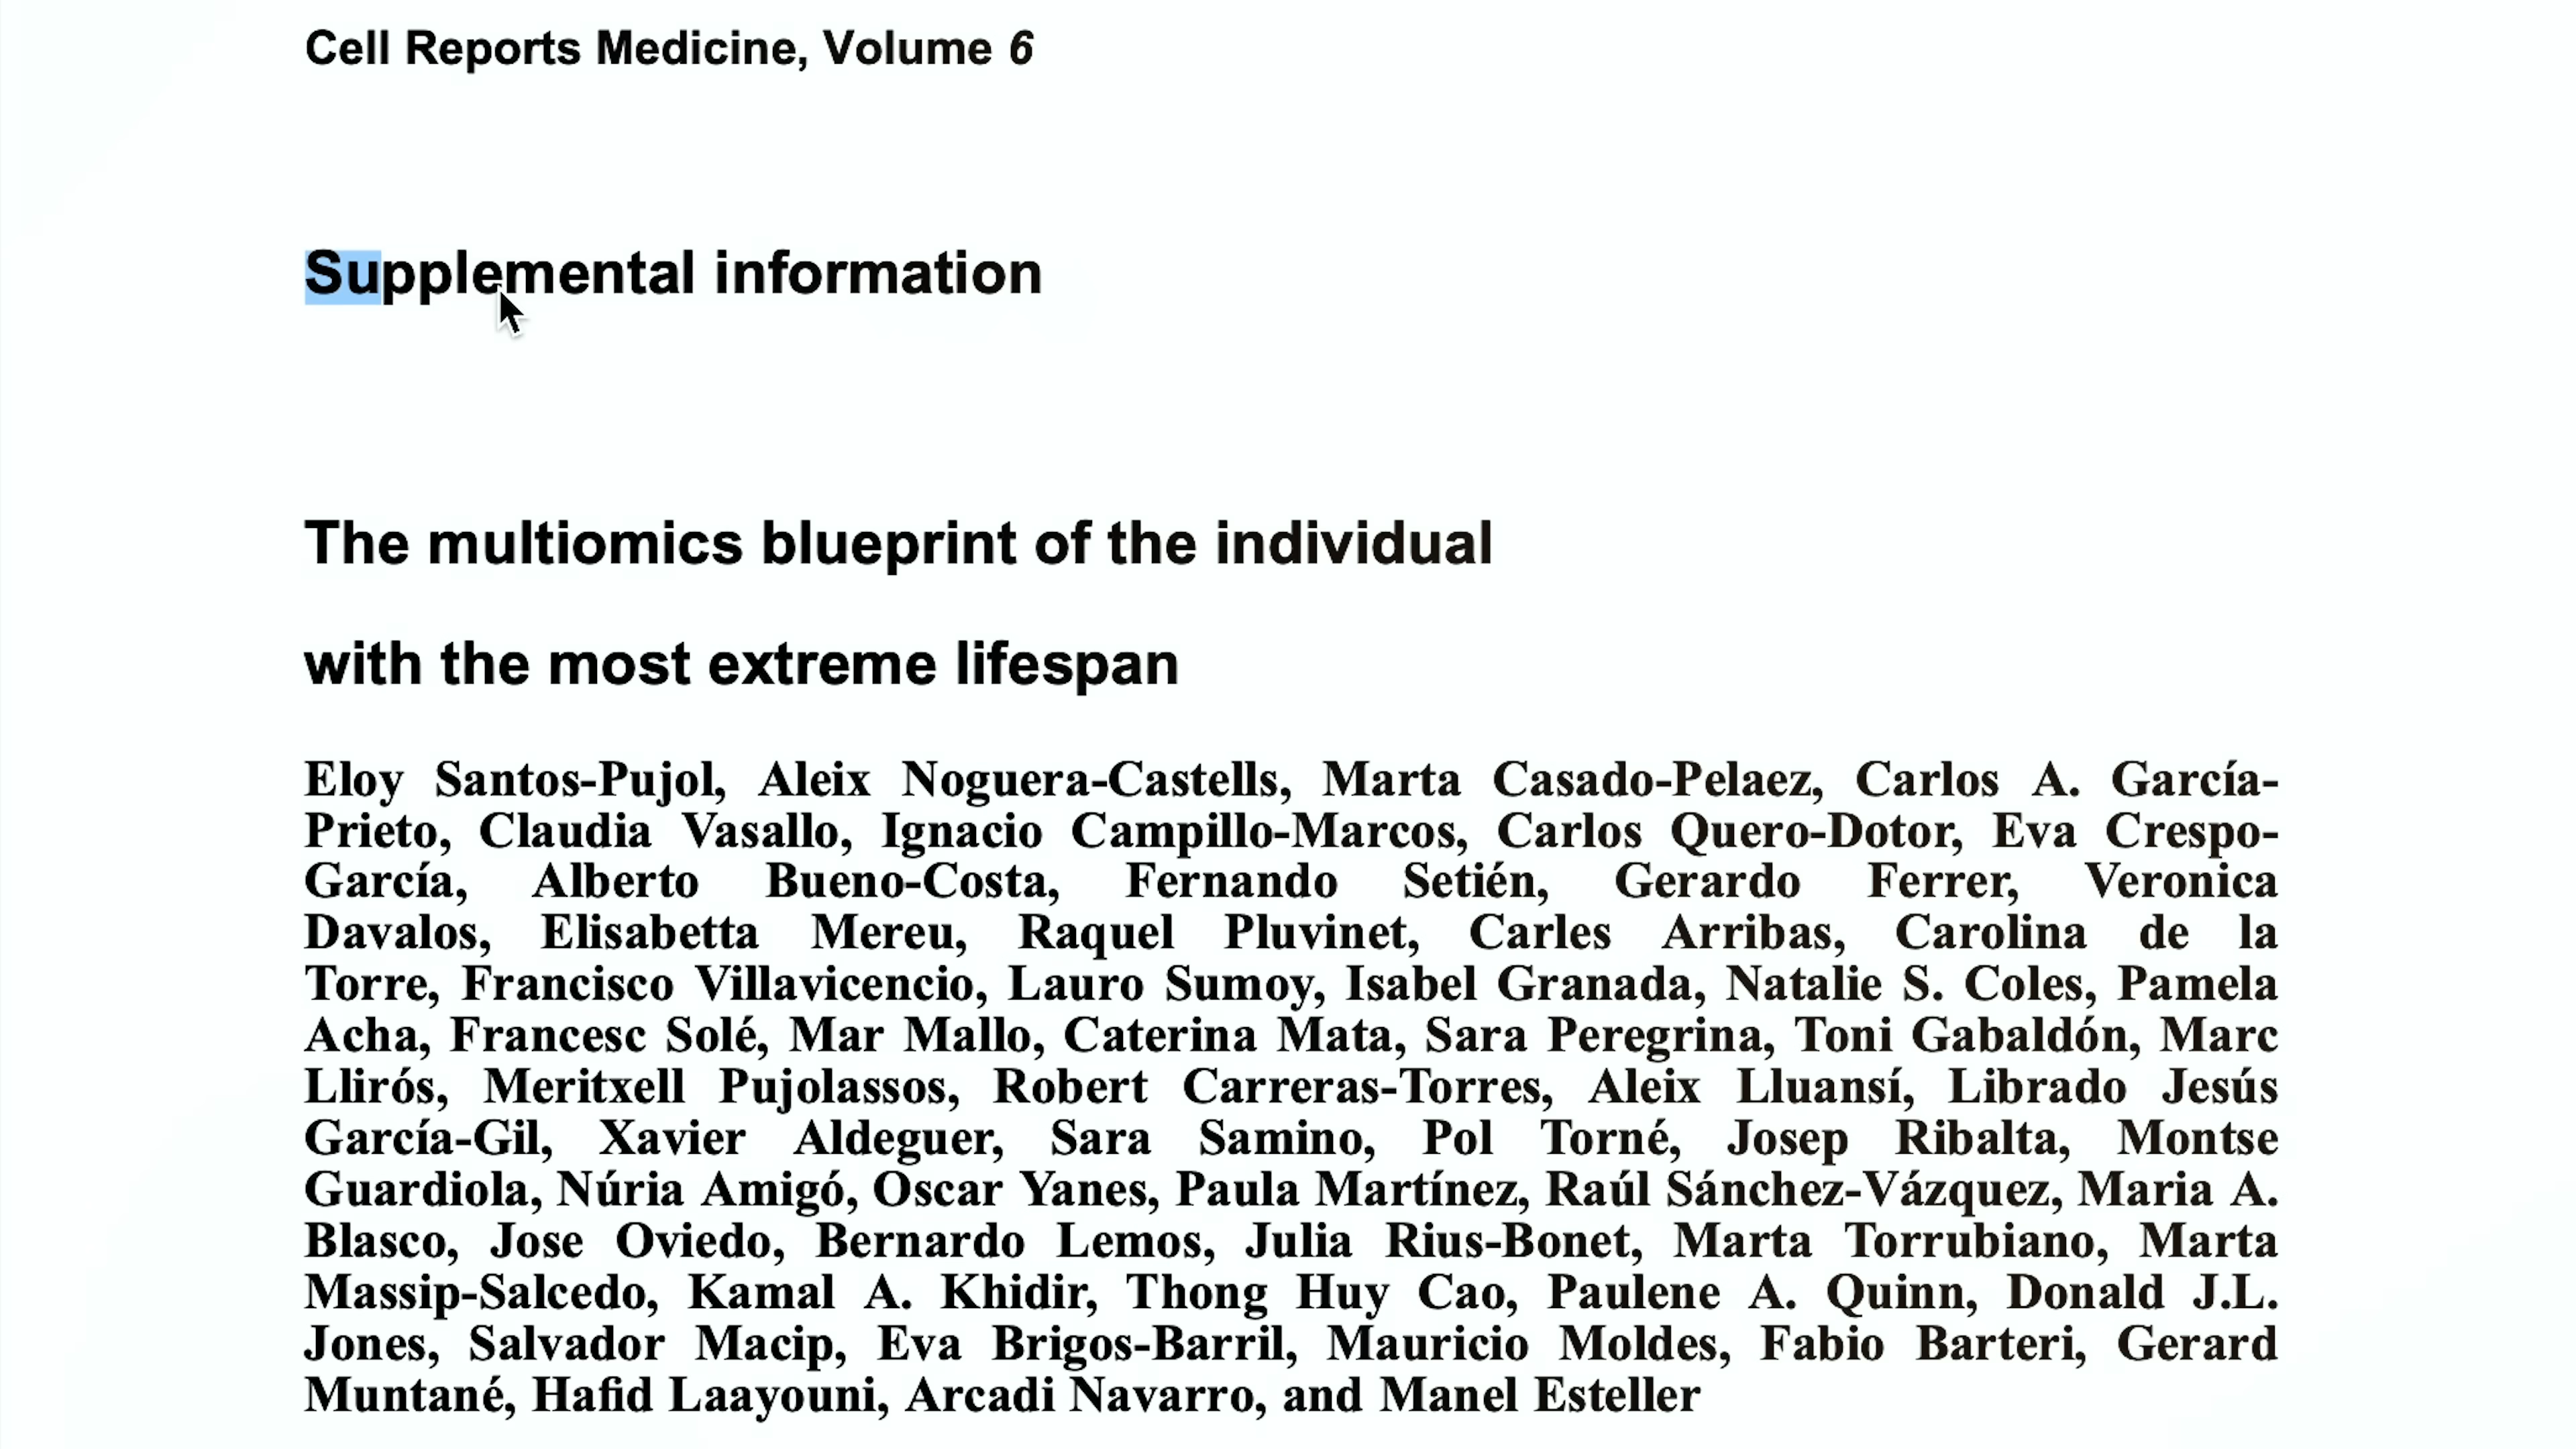 Cell Reports Medicine, Volume 6
Supplemental information
The multiomics blueprint of the individual
with the most extreme lifespan
Eloy Santos-Pujol, Aleix Noguera-Castells, Marta Casado-Pelaez, Carlos A. García-
Prieto, Claudia Vasallo, Ignacio Campillo-Marcos, Carlos Quero-Dotor, Eva Crespo-
García, Alberto Bueno-Costa, Fernando Setién, Gerardo Ferrer, Veronica
Davalos, Elisabetta Mereu, Raquel Pluvinet, Carles Arribas, Carolina de la
Torre, Francisco Villavicencio, Lauro Sumoy, Isabel Granada, Natalie S. Coles, Pamela
Acha, Francesc Solé, Mar Mallo, Caterina Mata, Sara Peregrina, Toni Gabaldón, Marc
Llirós, Meritxell Pujolassos, Robert Carreras-Torres, Aleix Lluansí, Librado Jesús
García-Gil, Xavier Aldeguer, Sara Samino, Pol Torné, Josep Ribalta, Montse
Guardiola, Núria Amigó, Oscar Yanes, Paula Martínez, Raúl Sánchez-Vázquez, Maria A.
Blasco, Jose Oviedo, Bernardo Lemos, Julia Rius-Bonet, Marta Torrubiano, Marta
Massip-Salcedo, Kamal A. Khidir, Thong Huy Cao, Paulene A. Quinn, Donald J.L.
Jones, Salvador Macip, Eva Brigos-Barril, Mauricio Moldes, Fabio Barteri, Gerard
Muntané, Hafid Laayouni, Arcadi Navarro, and Manel Esteller